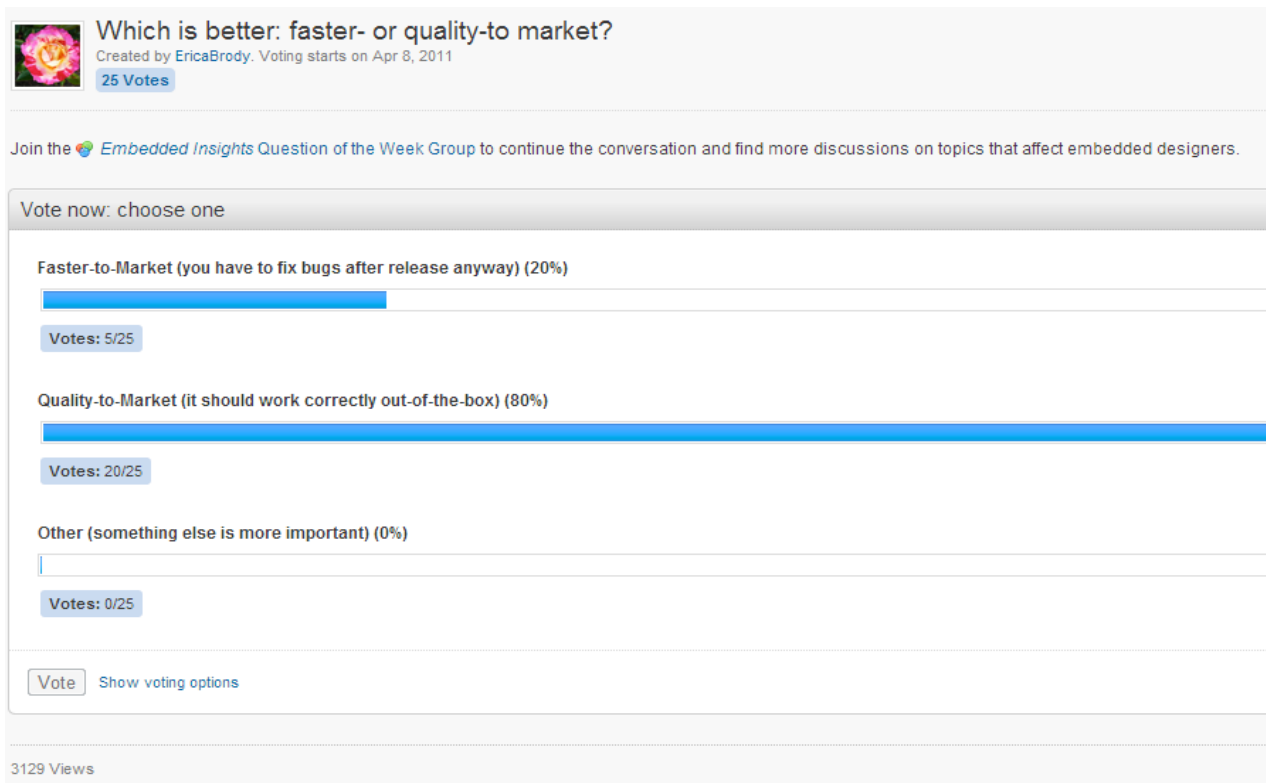 Which is better: faster- or quality-to market?
Created by EricaBrody. Voting starts on Apr 8, 2011
25 Votes
Join the Embedded Insights Question of the Week Group to continue the conversation and find more discussions on topics that affect embedded designers.
Vote now: choose one
Faster-to-Market (you have to fix bugs after release anyway) (20%)
Votes: 5/25
Quality-to-Market (it should work correctly out-of-the-box) (80%)
Votes: 20/25
Other (something else is more important) (0%)
Votes: 0/25
Vote Show voting options
3129 Views